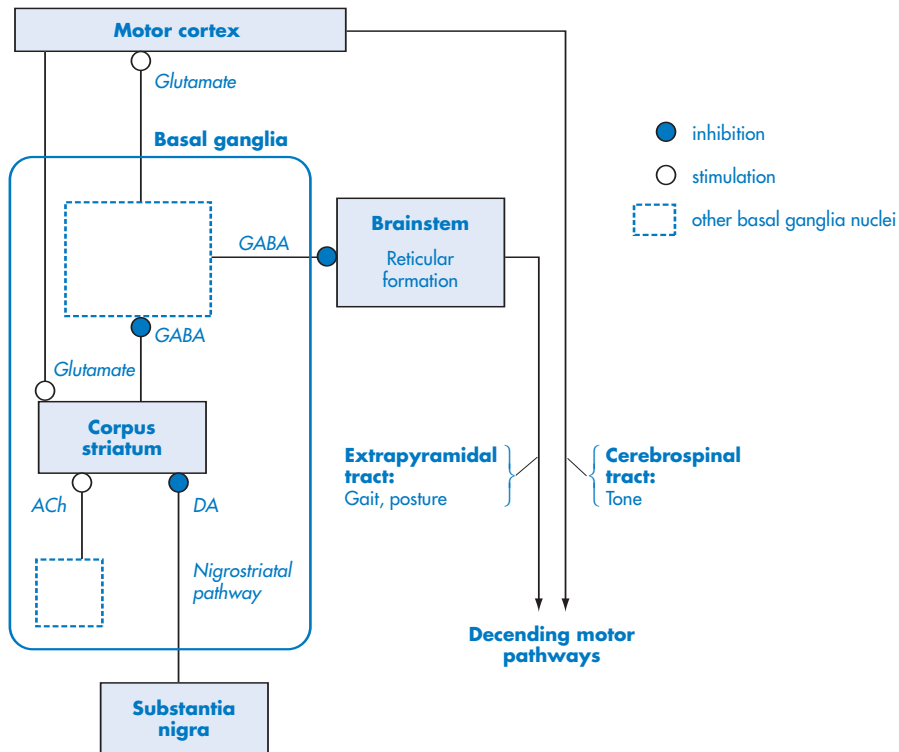 Motor cortex
Glutamate
Basal ganglia
inhibition
stimulation
other basal ganglia nuclei
GABA
Brainstem
Reticular
formation
GABA
Glutamate
Corpus
striatum
Extrapyramidal
tract:
Gait, posture
Cerebrospinal
tract:
Tone
ACh
DA
Nigrostriatal
pathway
Decending motor
pathways
Substantia
nigra